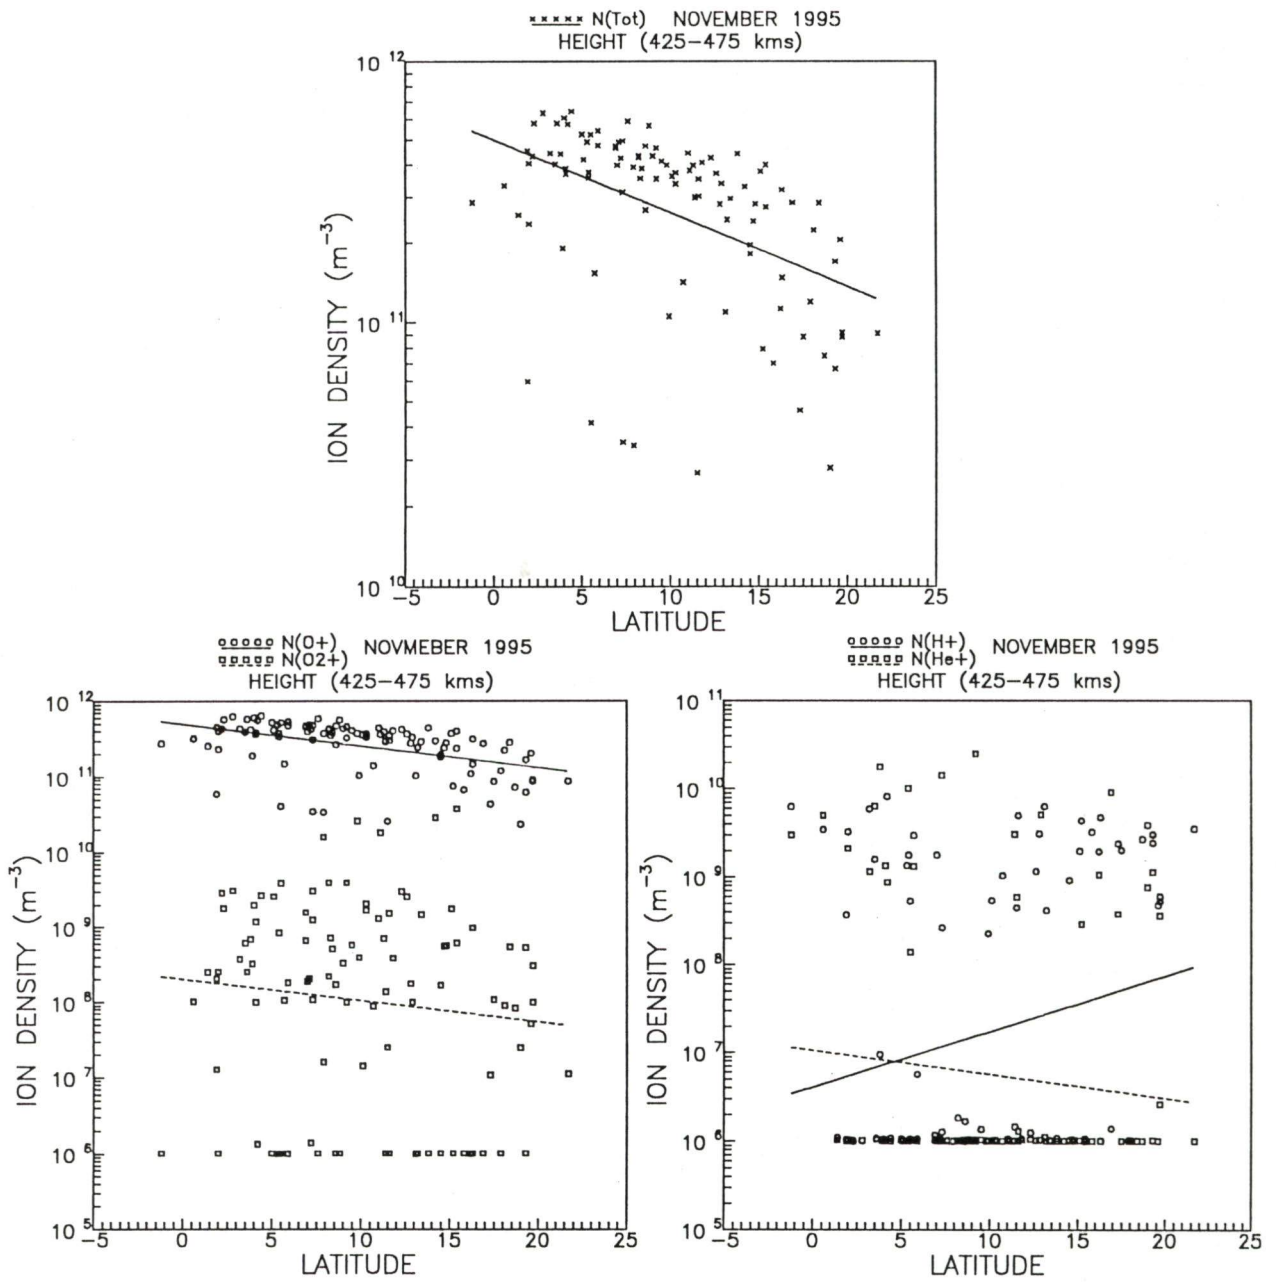 N(Tot) NOVEMBER 1995
HEIGHT (425-475 kms)
10 12
10 11
10 10
ION DENSITY (m-3)
-5 0 5 10 15 20 25
LATITUDE
N(O+) NOVMEBER 1995
N(O2+)
HEIGHT (425-475 kms)
10 12
10 11
10 10
10 9
10 8
10 7
10 6
10 5
ION DENSITY (m-3)
-5 0 5 10 15 20 25
LATITUDE
N(H+) NOVEMBER 1995
N(He+)
HEIGHT (425-475 kms)
10 11
10 10
10 9
10 8
10 7
10 6
10 5
ION DENSITY (m-3)
-5 0 5 10 15 20 25
LATITUDE